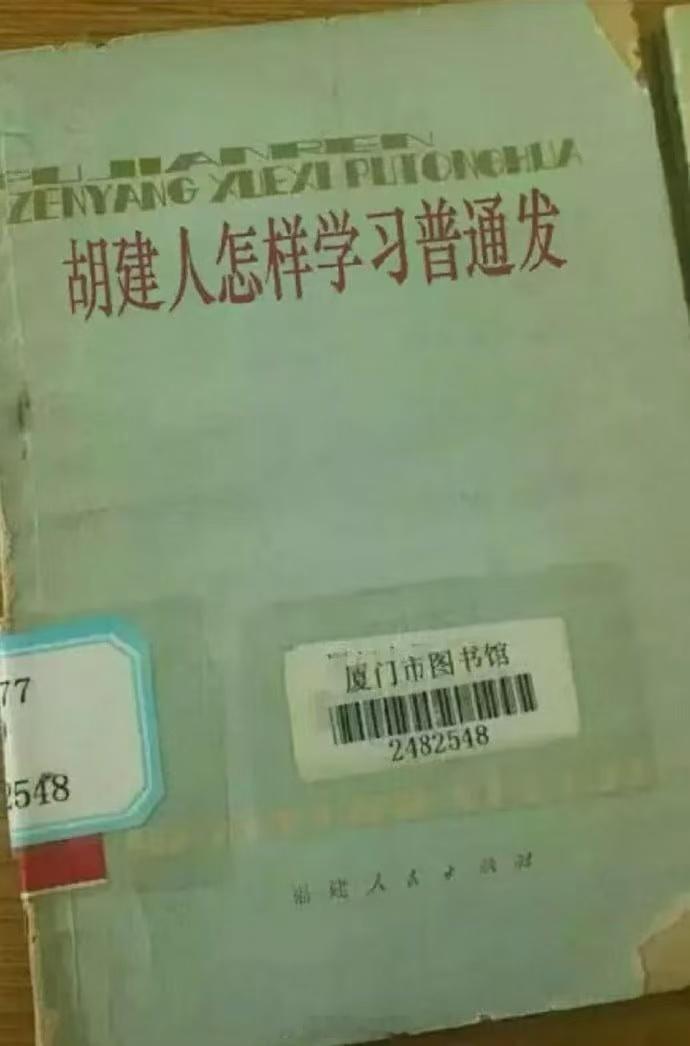 FUJIANREN
ZENYANG XUEXI PUTONGHUA
胡建人怎样学习普通发
厦门市图书馆
2482548
77
2548
福建人民出版社